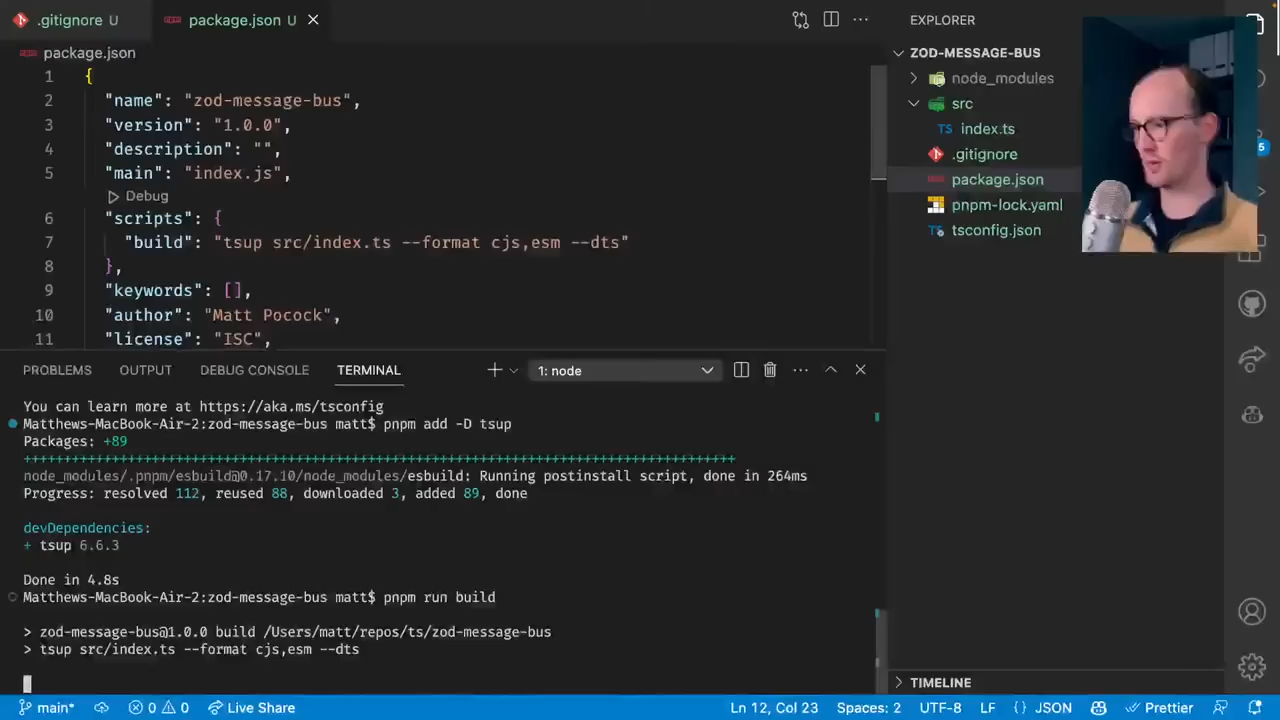 .gitignore U
package.json U
package.json
1 {
2 "name": "zod-message-bus",
3 "version": "1.0.0",
4 "description": "",
5 "main": "index.js",
Debug
6 "scripts": {
7 "build": "tsup src/index.ts --format cjs,esm --dts"
8 },
9 "keywords": [],
10 "author": "Matt Pocock",
11 "license": "ISC",
PROBLEMS OUTPUT DEBUG CONSOLE TERMINAL
1: node
You can learn more at https://aka.ms/tsconfig
Matthews-MacBook-Air-2:zod-message-bus matt$ pnpm add -D tsup
Packages: +89
++++++++++++++++++++++++++++++++++++++++++++++++++++++++++++++++++++++++++++++++++++++++​
node_modules/.pnpm/esbuild@0.17.10/node_modules/esbuild: Running postinstall script, done in 264ms
Progress: resolved 112, reused 88, downloaded 3, added 89, done
devDependencies:
+ tsup 6.6.3
Done in 4.8s
Matthews-MacBook-Air-2:zod-message-bus matt$ pnpm run build
> zod-message-bus@1.0.0 build /Users/matt/repos/ts/zod-message-bus
> tsup src/index.ts --format cjs,esm --dts
EXPLORER
ZOD-MESSAGE-BUS
node_modules
src
TS index.ts
.gitignore
package.json
pnpm-lock.yaml
tsconfig.json
5
TIMELINE
main*
0 0
Live Share
Ln 12, Col 23
Spaces: 2
UTF-8
LF
{ } JSON
Prettier